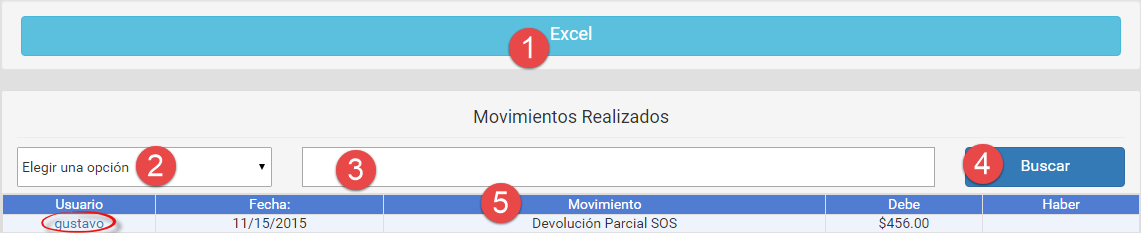 Excel
1
Movimientos Realizados
Elegir una opción 2 3 4 Buscar
5
Usuario Fecha: Movimiento Debe Haber
gustavo 11/15/2015 Devolución Parcial SOS $456.00